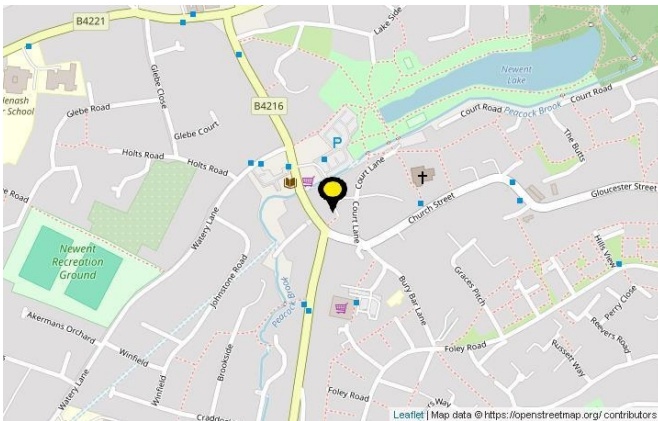 B4221
Lake Side
Glebe Close
Newent
Lake
Glebe Road
B4216
Court Road
Peacock Brook
Court Road
School
Glebe Court
P
The Butts
Holts Road
Holts Road
Court Lane
Gloucester Street
Church Street
Watery Lane
Court Lane
Newent
Recreation
Ground
Hills View
Johnstone Road
Peacock Brook
Bury Bar Lane
Graces Pitch
Perry Close
Akermans Orchard
Reevers Road
Foley Road
Winfield
Brookside
Russet Way
Watery Lane
Winfield
Foley Road
Leaflet | Map data © https://openstreetmap.org/ contributors